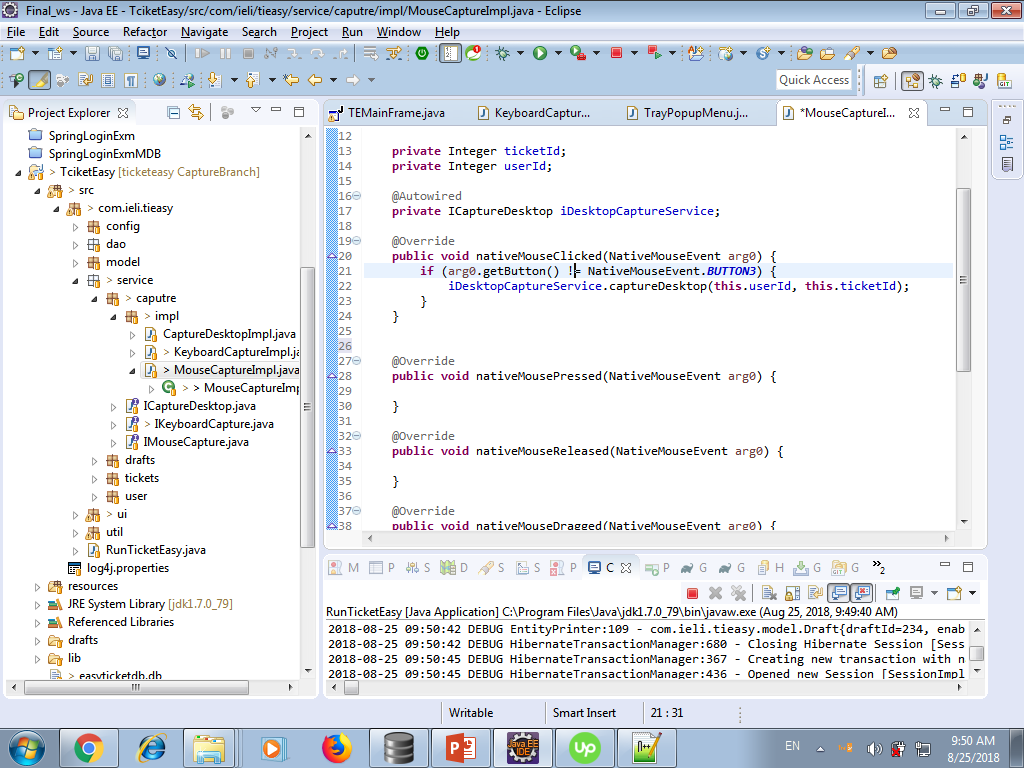 Final_ws - Java EE - TciketEasy/src/com/ieli/tieasy/service/caputre/impl/MouseCaptureImpl.java - Eclipse
File Edit Source Refactor Navigate Search Project Run Window Help
Quick Access
Project Explorer
SpringLoginExm
SpringLoginExmMDB
> TciketEasy [ticketeasy CaptureBranch]
> src
> com.ieli.tieasy
> config
dao
> model
> service
> caputre
> impl
CaptureDesktopImpl.java
> KeyboardCaptureImpl.ja
> MouseCaptureImpl.java
> > MouseCaptureImp
ICaptureDesktop.java
> IKeyboardCapture.java
IMouseCapture.java
drafts
tickets
user
> ui
util
RunTicketEasy.java
log4j.properties
resources
JRE System Library [jdk1.7.0_79]
Referenced Libraries
drafts
lib
> easyticketdb.db
TEMainFrame.java KeyboardCaptur... TrayPopupMenu.j... *MouseCaptureI...
12
13 private Integer ticketId;
14 private Integer userId;
15
16 @Autowired
17 private ICaptureDesktop iDesktopCaptureService;
18
19 @Override
20 public void nativeMouseClicked(NativeMouseEvent arg0) {
21 if (arg0.getButton() != NativeMouseEvent.BUTTON3) {
22 iDesktopCaptureService.captureDesktop(this.userId, this.ticketId);
23 }
24 }
25
26
27 @Override
28 public void nativeMousePressed(NativeMouseEvent arg0) {
29
30 }
31
32 @Override
33 public void nativeMouseReleased(NativeMouseEvent arg0) {
34
35 }
36
37 @Override
38 public void nativeMouseDragged(NativeMouseEvent arg0) {
M P S D S S P C P G G H G G 2
RunTicketEasy [Java Application] C:\Program Files\Java\jdk1.7.0_79\bin\javaw.exe (Aug 25, 2018, 9:49:40 AM)
2018-08-25 09:50:42 DEBUG EntityPrinter:109 - com.ieli.tieasy.model.Draft{draftId=234, enab
2018-08-25 09:50:42 DEBUG HibernateTransactionManager:680 - Closing Hibernate Session [Sess
2018-08-25 09:50:45 DEBUG HibernateTransactionManager:367 - Creating new transaction with n
2018-08-25 09:50:45 DEBUG HibernateTransactionManager:436 - Opened new Session [SessionImpl
Writable Smart Insert 21 : 31
Java EE IDE
up
EN
9:50 AM
8/25/2018